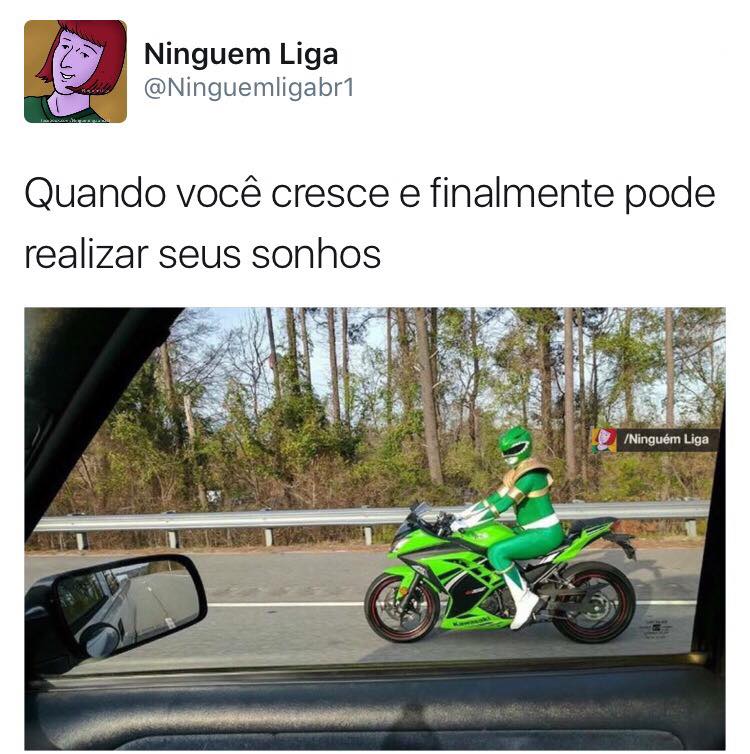 Ninguem Liga
@Ninguemligabr1
Quando você cresce e finalmente pode
realizar seus sonhos
/Ninguém Liga
Kawasaki